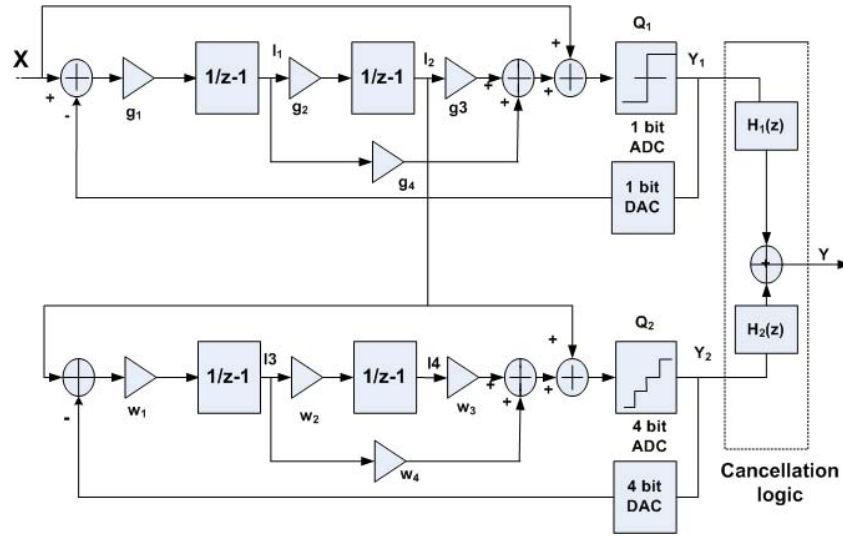 X
+
-
g1
1/z-1
I1
g2
1/z-1
I2
g3
g4
+
+
+
+
Q1
1 bit
ADC
Y1
1 bit
DAC
H1(z)
+
Y
H2(z)
Cancellation
logic
-
w1
1/z-1
I3
w2
1/z-1
I4
w3
w4
+
+
+
+
Q2
4 bit
ADC
Y2
4 bit
DAC